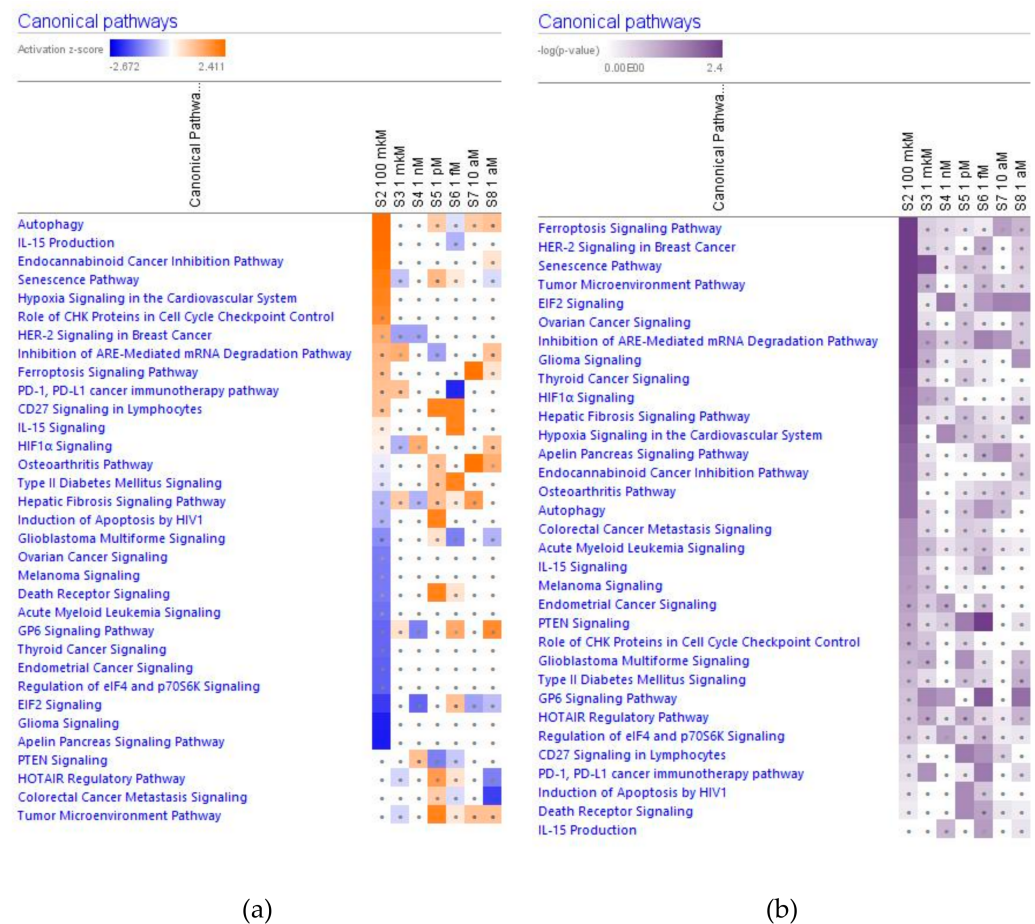 Canonical pathways
Activation z-score
-2.672 2.411
Canonical Pathwa...
S2 100 mkM
S3 1 mkM
S4 1 nM
S5 1 pM
S6 1 fM
S7 10 aM
S8 1 aM
Autophagy
IL-15 Production
Endocannabinoid Cancer Inhibition Pathway
Senescence Pathway
Hypoxia Signaling in the Cardiovascular System
Role of CHK Proteins in Cell Cycle Checkpoint Control
HER-2 Signaling in Breast Cancer
Inhibition of ARE-Mediated mRNA Degradation Pathway
Ferroptosis Signaling Pathway
PD-1, PD-L1 cancer immunotherapy pathway
CD27 Signaling in Lymphocytes
IL-15 Signaling
HIF1α Signaling
Osteoarthritis Pathway
Type II Diabetes Mellitus Signaling
Hepatic Fibrosis Signaling Pathway
Induction of Apoptosis by HIV1
Glioblastoma Multiforme Signaling
Ovarian Cancer Signaling
Melanoma Signaling
Death Receptor Signaling
Acute Myeloid Leukemia Signaling
GP6 Signaling Pathway
Thyroid Cancer Signaling
Endometrial Cancer Signaling
Regulation of eIF4 and p70S6K Signaling
EIF2 Signaling
Glioma Signaling
Apelin Pancreas Signaling Pathway
PTEN Signaling
HOTAIR Regulatory Pathway
Colorectal Cancer Metastasis Signaling
Tumor Microenvironment Pathway
(a)
Canonical pathways
-log(p-value)
0.00E00 2.4
Canonical Pathwa...
S2 100 mkM
S3 1 mkM
S4 1 nM
S5 1 pM
S6 1 fM
S7 10 aM
S8 1 aM
Ferroptosis Signaling Pathway
HER-2 Signaling in Breast Cancer
Senescence Pathway
Tumor Microenvironment Pathway
EIF2 Signaling
Ovarian Cancer Signaling
Inhibition of ARE-Mediated mRNA Degradation Pathway
Glioma Signaling
Thyroid Cancer Signaling
HIF1α Signaling
Hepatic Fibrosis Signaling Pathway
Hypoxia Signaling in the Cardiovascular System
Apelin Pancreas Signaling Pathway
Endocannabinoid Cancer Inhibition Pathway
Osteoarthritis Pathway
Autophagy
Colorectal Cancer Metastasis Signaling
Acute Myeloid Leukemia Signaling
IL-15 Signaling
Melanoma Signaling
Endometrial Cancer Signaling
PTEN Signaling
Role of CHK Proteins in Cell Cycle Checkpoint Control
Glioblastoma Multiforme Signaling
Type II Diabetes Mellitus Signaling
GP6 Signaling Pathway
HOTAIR Regulatory Pathway
Regulation of eIF4 and p70S6K Signaling
CD27 Signaling in Lymphocytes
PD-1, PD-L1 cancer immunotherapy pathway
Induction of Apoptosis by HIV1
Death Receptor Signaling
IL-15 Production
(b)